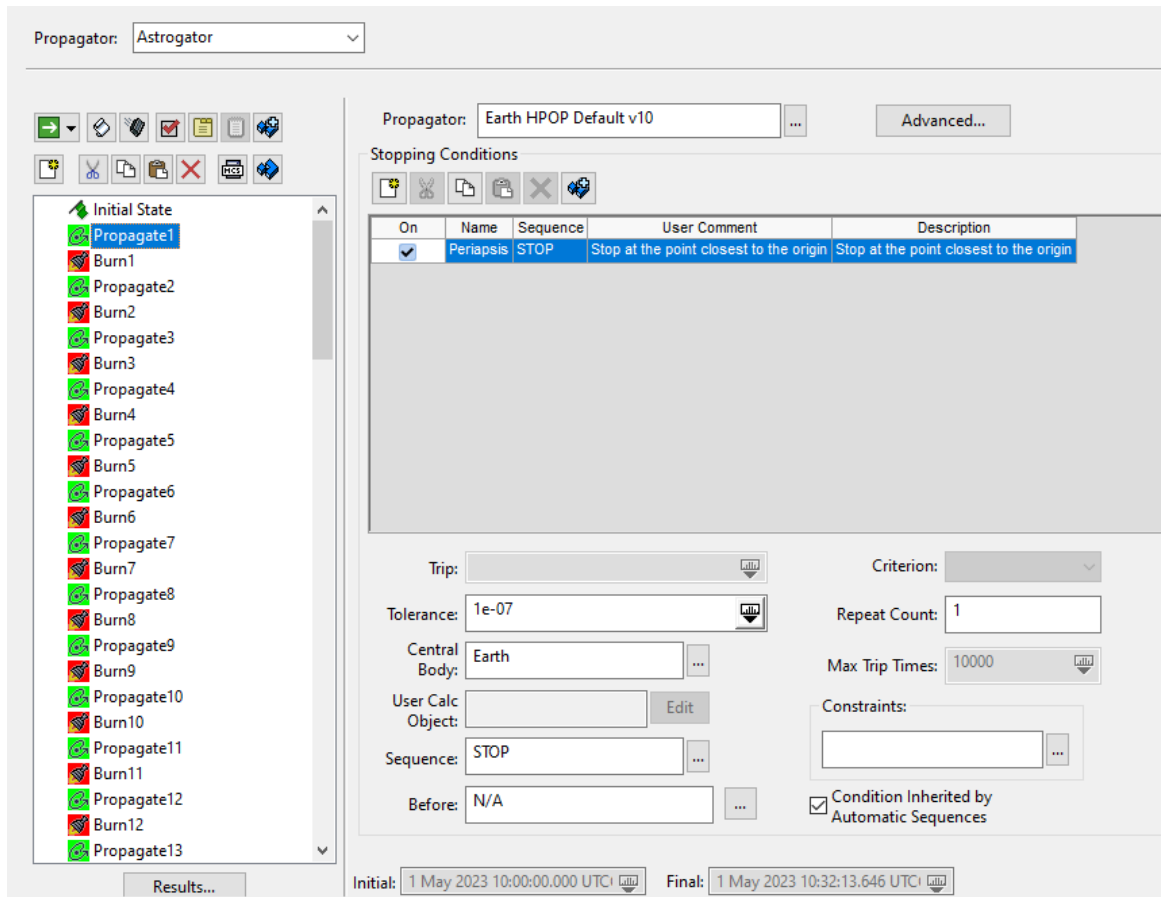 Propagator: Astrogator
Propagator: Earth HPOP Default v10 ... Advanced...
Stopping Conditions
MCS
Initial State
Propagate1
Burn1
Propagate2
Burn2
Propagate3
Burn3
Propagate4
Burn4
Propagate5
Burn5
Propagate6
Burn6
Propagate7
Burn7
Propagate8
Burn8
Propagate9
Burn9
Propagate10
Burn10
Propagate11
Burn11
Propagate12
Burn12
Propagate13
Results...
On Name Sequence User Comment Description
Periapsis STOP Stop at the point closest to the origin Stop at the point closest to the origin
Trip:
Criterion:
Tolerance: 1e-07
Repeat Count: 1
Central
Body: Earth ...
Max Trip Times: 10000
User Calc
Object: Edit
Constraints:
...
Sequence: STOP ...
Before: N/A ...
Condition Inherited by
Automatic Sequences
Initial: 1 May 2023 10:00:00.000 UTC Final: 1 May 2023 10:32:13.646 UTC